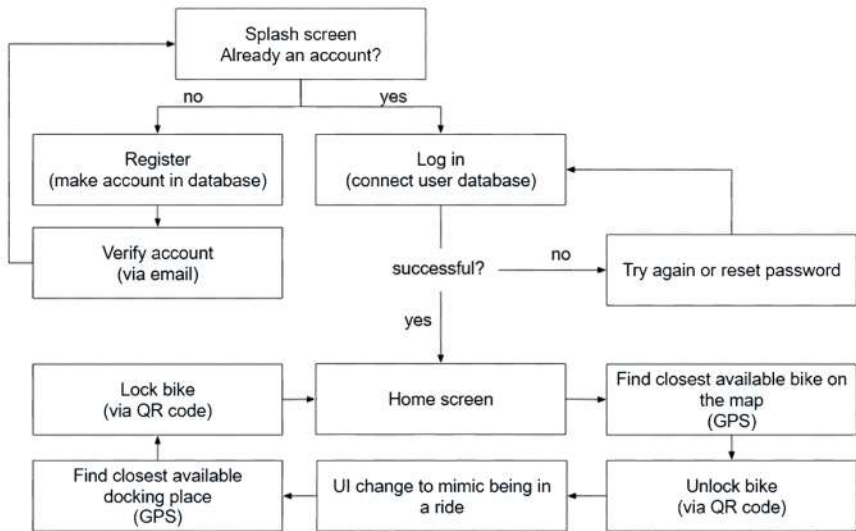 Splash screen
Already an account?
no
yes
Register
(make account in database)
Log in
(connect user database)
Verify account
(via email)
successful?
no
Try again or reset password
yes
Lock bike
(via QR code)
Home screen
Find closest available bike on
the map
(GPS)
Find closest available
docking place
(GPS)
UI change to mimic being in
a ride
Unlock bike
(via QR code)